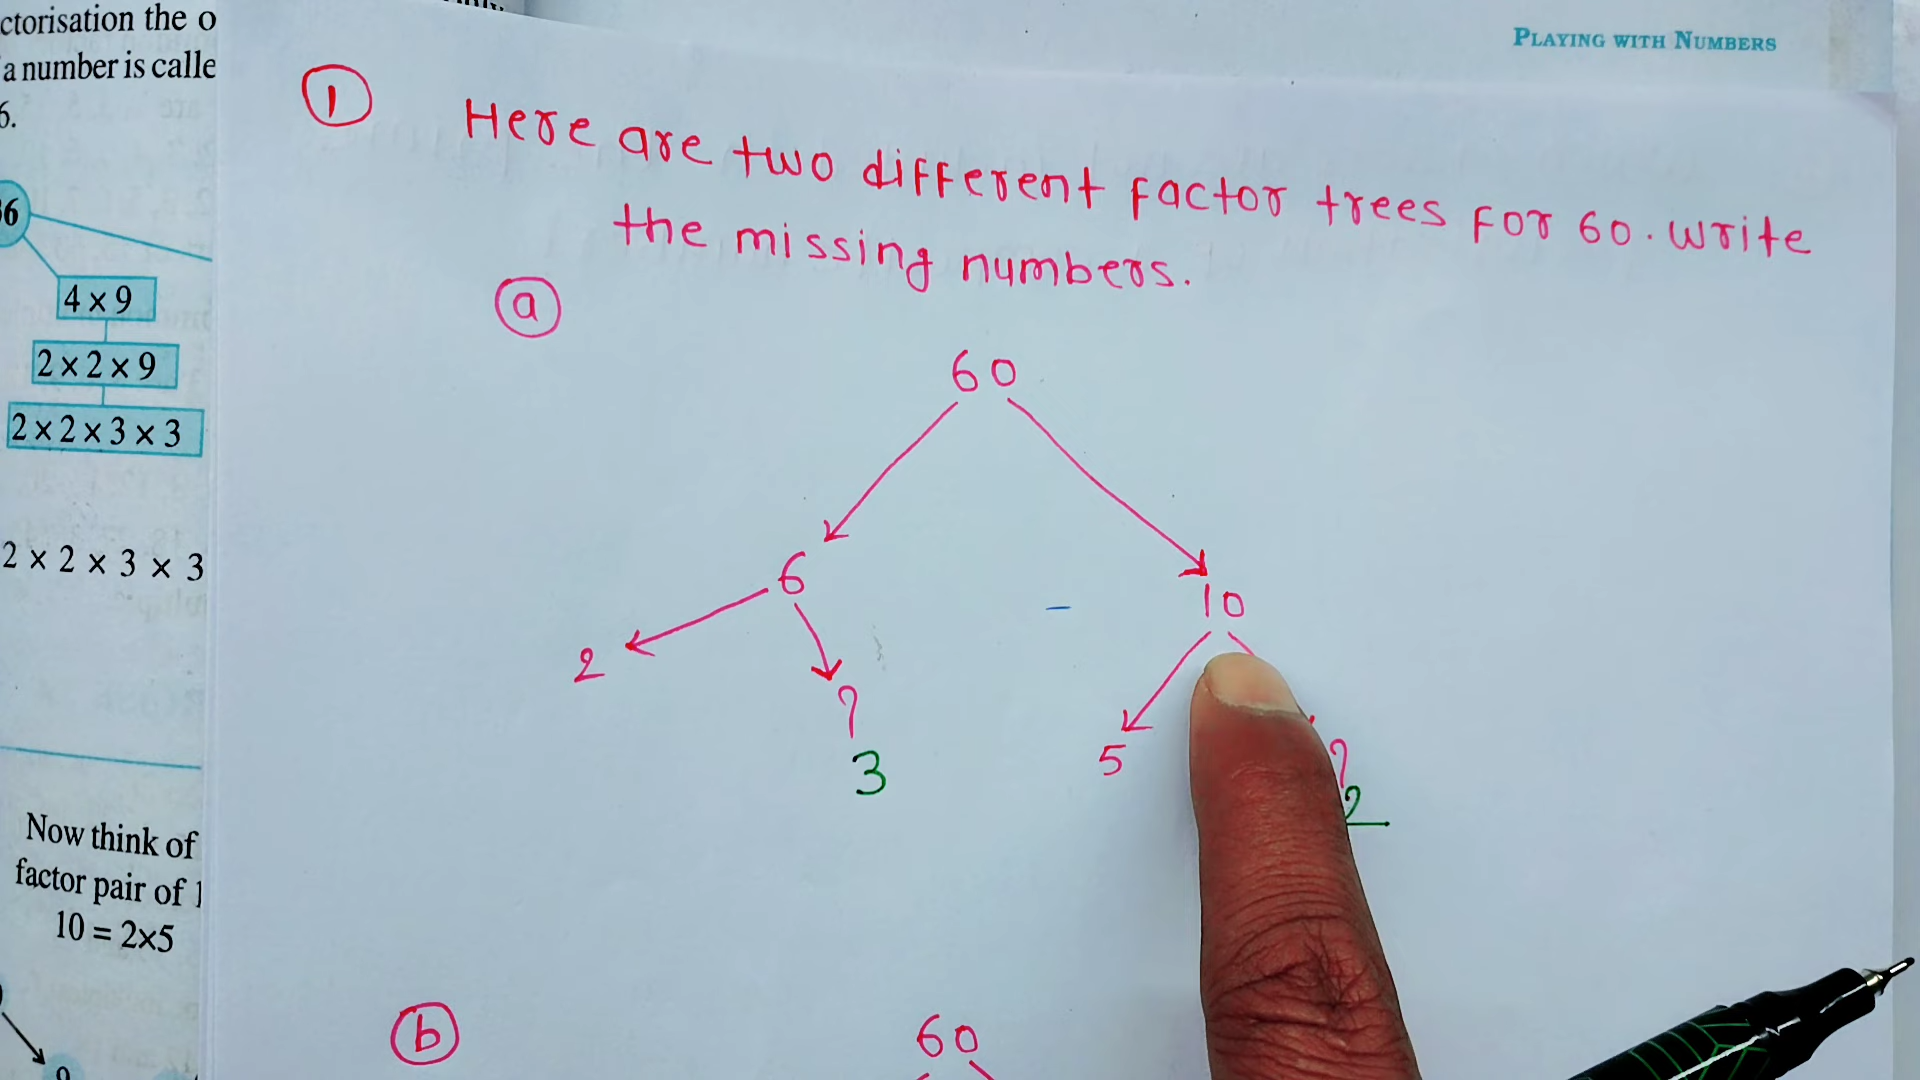 ctorisation the o
a number is calle
6.
36
4 × 9
2 × 2 × 9
2 × 2 × 3 × 3
2 × 2 × 3 × 3
Now think of
factor pair of 1
10 = 2×5
PLAYING WITH NUMBERS
1 Here are two different factor trees for 60. write
the missing numbers.
a
60
6 10
2 ? 5 ?
3 2
b 60